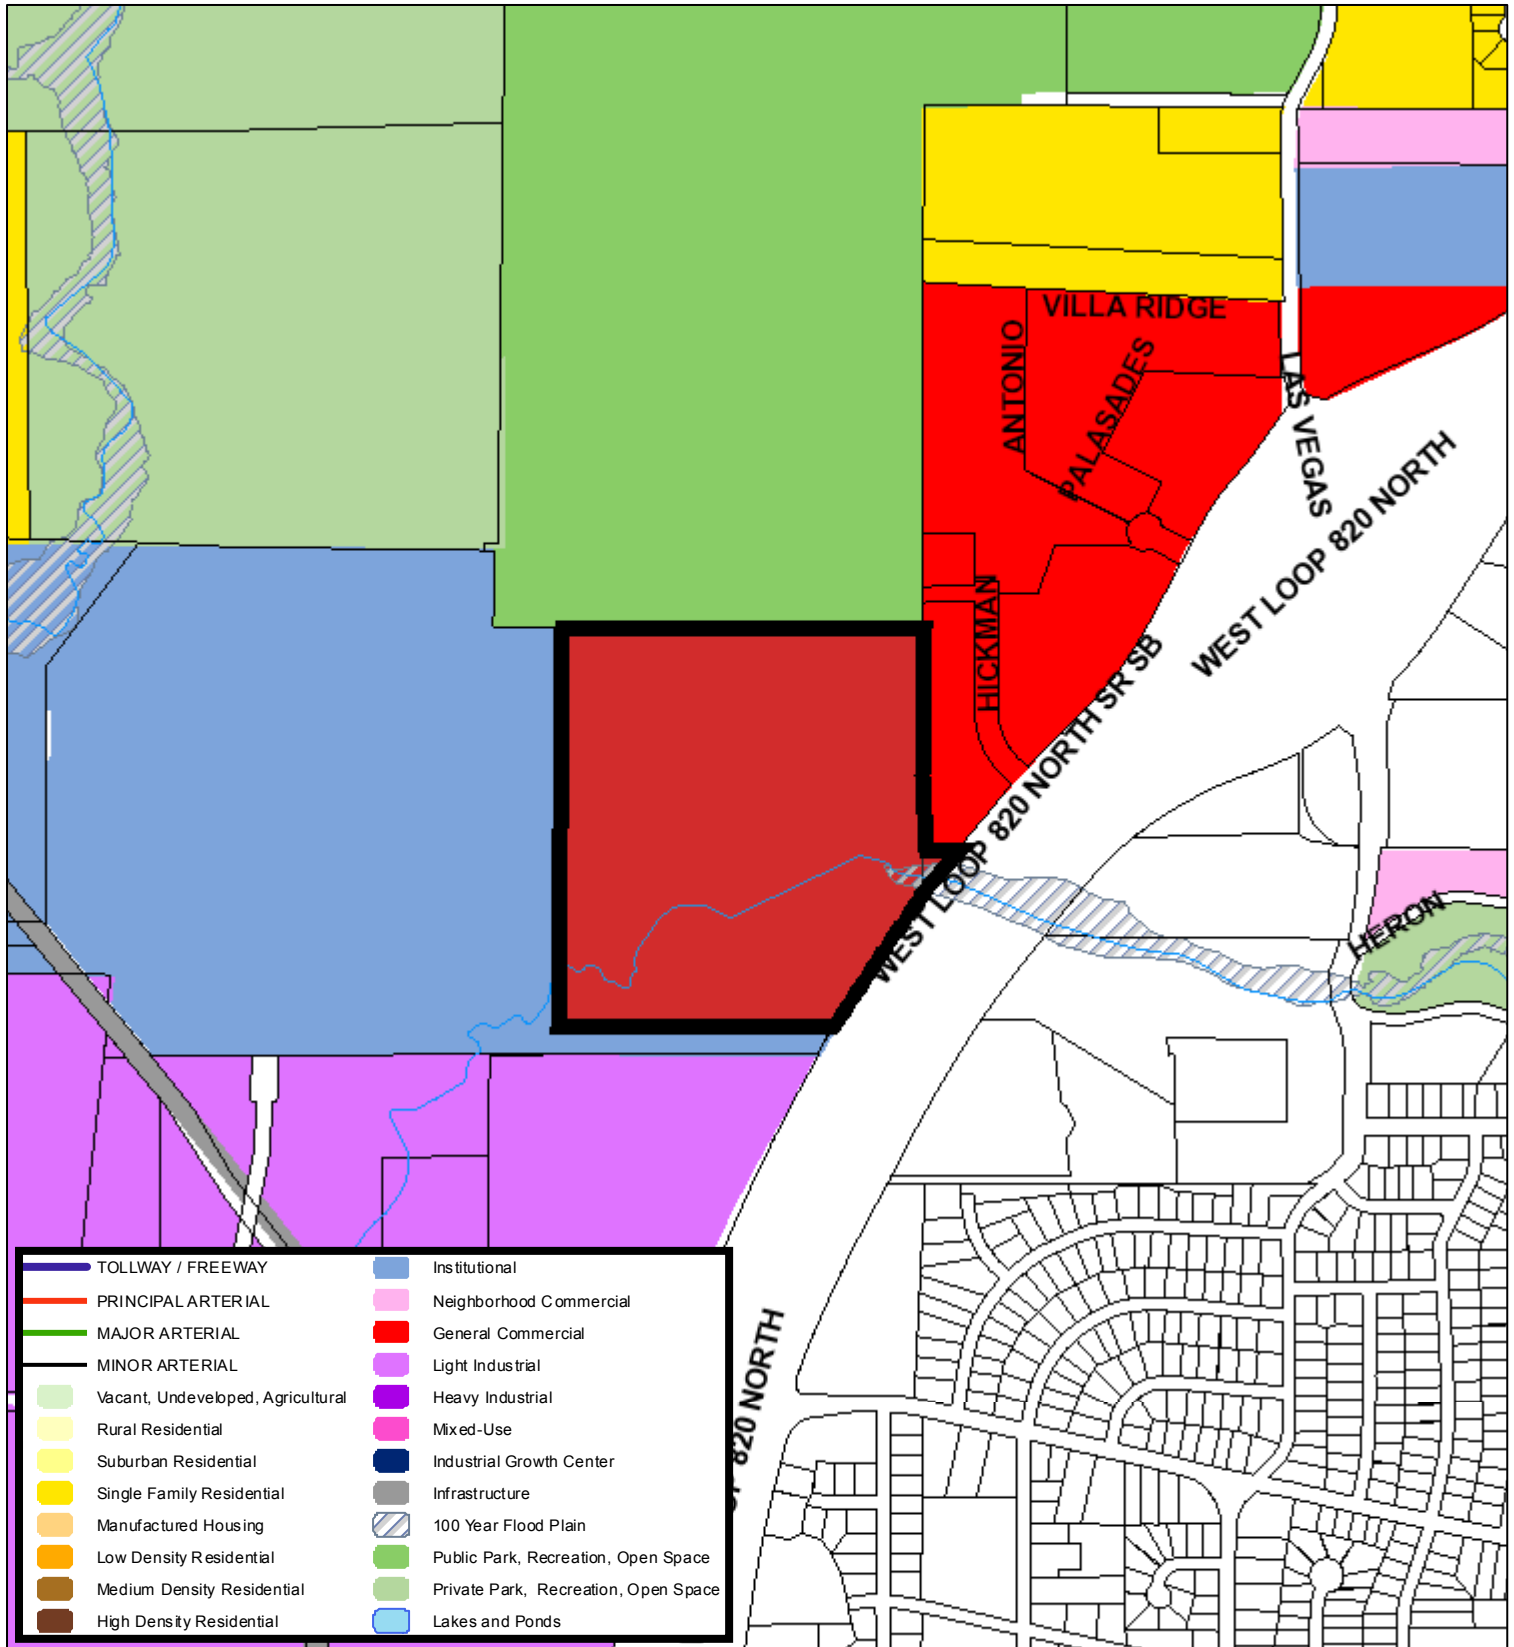 VILLA RIDGE
ANTONIO
PALASADES
LAS VEGAS
WEST LOOP 820 NORTH
HICKMAN
WEST LOOP 820 NORTH SR SB
HERON
820 NORTH
TOLLWAY / FREEWAY
PRINCIPAL ARTERIAL
MAJOR ARTERIAL
MINOR ARTERIAL
Vacant, Undeveloped, Agricultural
Rural Residential
Suburban Residential
Single Family Residential
Manufactured Housing
Low Density Residential
Medium Density Residential
High Density Residential
Institutional
Neighborhood Commercial
General Commercial
Light Industrial
Heavy Industrial
Mixed-Use
Industrial Growth Center
Infrastructure
100 Year Flood Plain
Public Park, Recreation, Open Space
Private Park, Recreation, Open Space
Lakes and Ponds